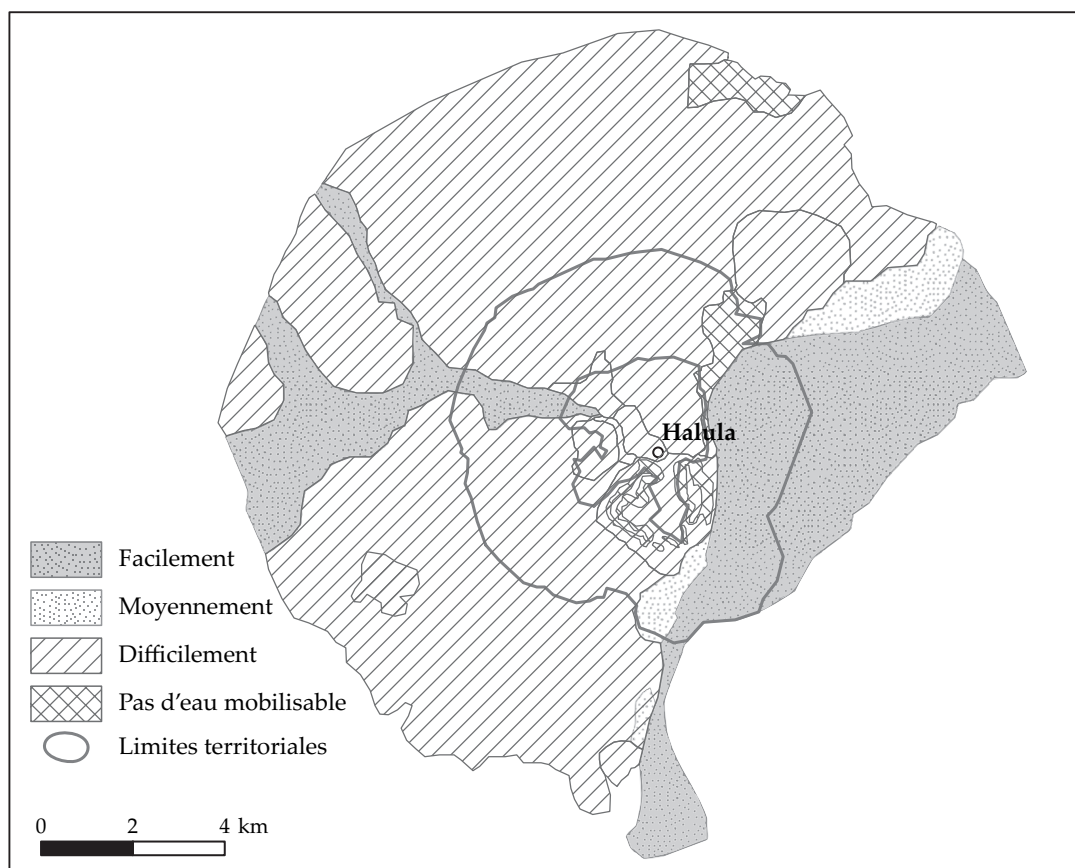 Halula
Facilement
Moyennement
Difficilement
Pas d'eau mobilisable
Limites territoriales
0 2 4 km